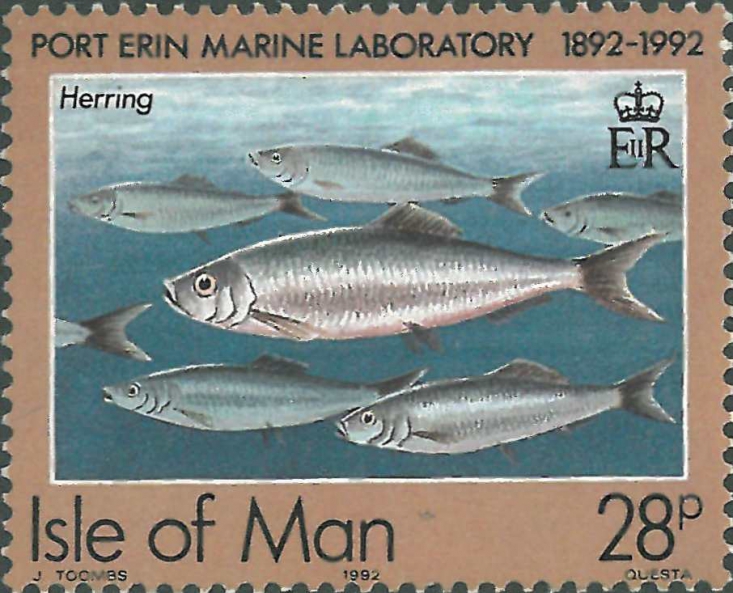 PORT ERIN MARINE LABORATORY 1892-1992
Herring
EIIR
Isle of Man 28p
J. TOOMBS 1992 QUESTA